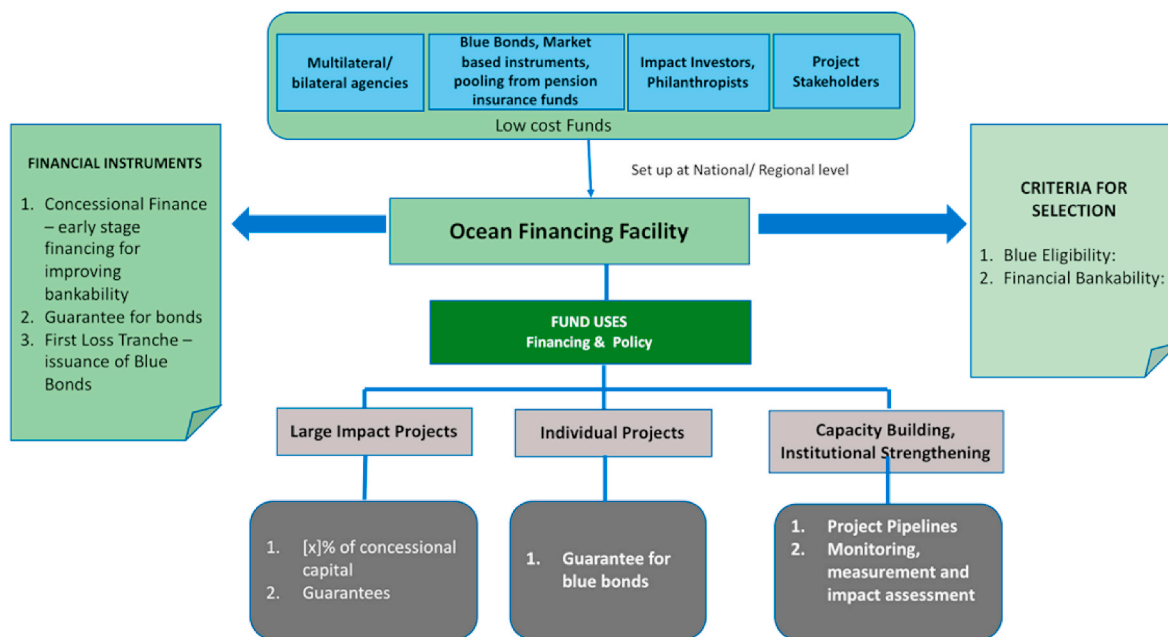 Multilateral/
bilateral agencies
Blue Bonds, Market
based instruments,
pooling from pension
insurance funds
Impact Investors,
Philanthropists
Project
Stakeholders
Low cost Funds
Set up at National/ Regional level
FINANCIAL INSTRUMENTS
1. Concessional Finance
– early stage
financing for
improving
bankability
2. Guarantee for bonds
3. First Loss Tranche –
issuance of Blue
Bonds
Ocean Financing Facility
CRITERIA FOR
SELECTION
1. Blue Eligibility:
2. Financial Bankability:
FUND USES
Financing & Policy
Large Impact Projects
Individual Projects
Capacity Building,
Institutional Strengthening
1. [x]% of concessional
capital
2. Guarantees
1. Guarantee for
blue bonds
1. Project Pipelines
2. Monitoring,
measurement and
impact assessment